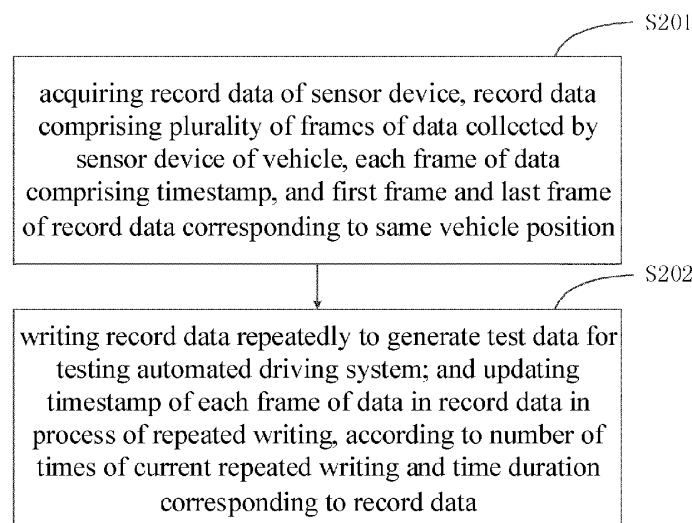 S201
acquiring record data of sensor device, record data
comprising plurality of frames of data collected by
sensor device of vehicle, each frame of data
comprising timestamp, and first frame and last frame
of record data corresponding to same vehicle position
S202
writing record data repeatedly to generate test data for
testing automated driving system; and updating
timestamp of each frame of data in record data in
process of repeated writing, according to number of
times of current repeated writing and time duration
corresponding to record data